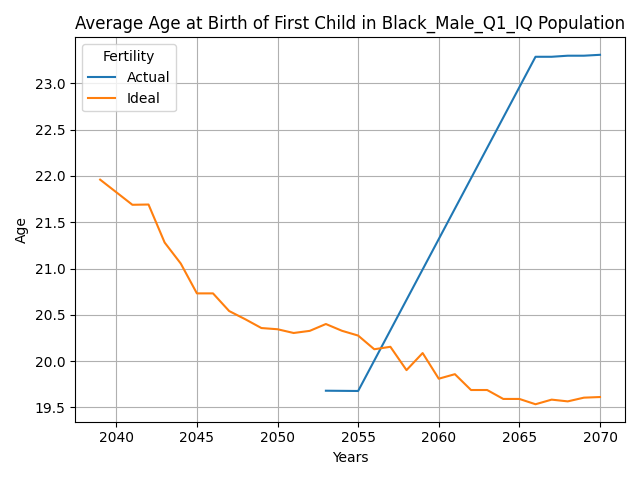 Average Age at Birth of First Child in Black_Male_Q1_IQ Population
Fertility
Actual
Ideal
Age
23.0
22.5
22.0
21.5
21.0
20.5
20.0
19.5
2040 2045 2050 2055 2060 2065 2070
Years